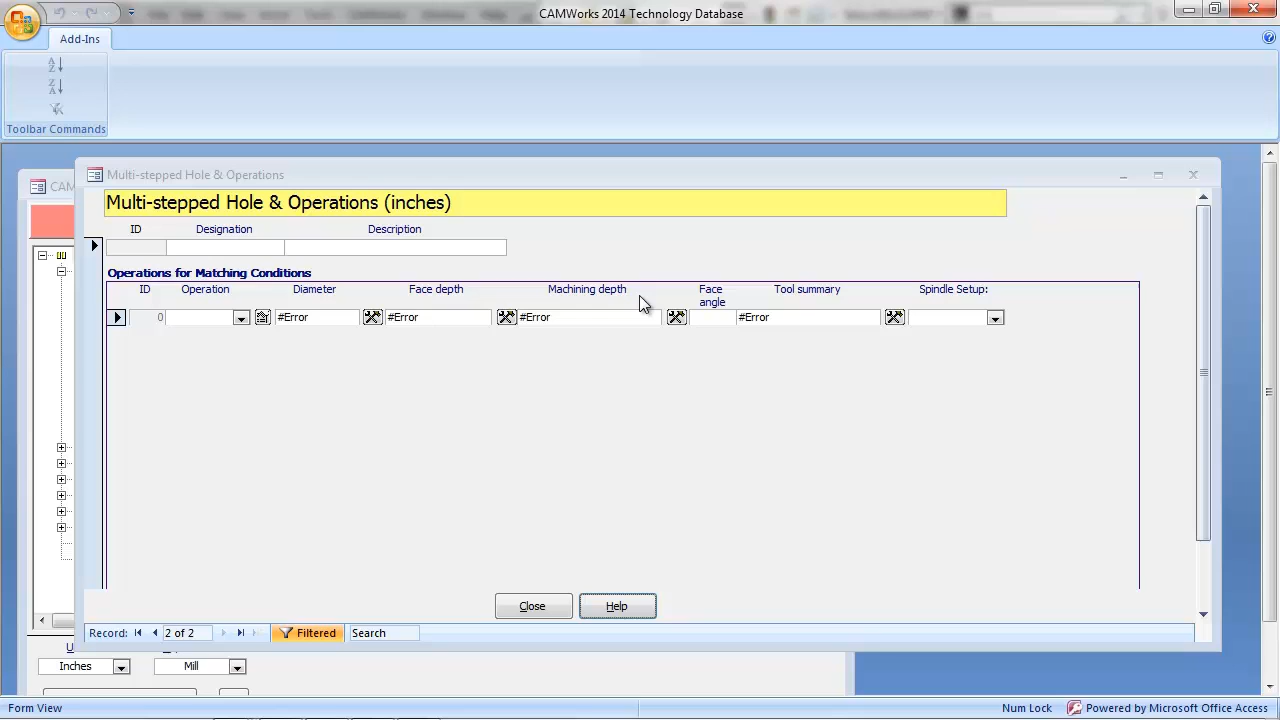 CAMWorks 2014 Technology Database
Add-Ins
A
Z
Z
A
Toolbar Commands
Multi-stepped Hole & Operations
CAM
Multi-stepped Hole & Operations (inches)
ID Designation Description
Operations for Matching Conditions
ID Operation Diameter Face depth Machining depth Face angle Tool summary Spindle Setup:
0 #Error #Error #Error #Error
Close Help
Record: 2 of 2 Filtered Search
Inches Mill
Form View Num Lock Powered by Microsoft Office Access